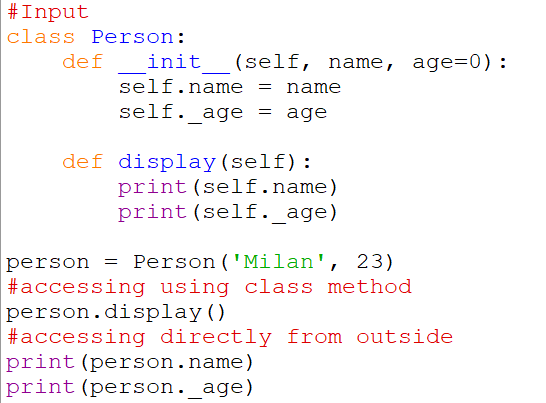 #Input
class Person:
    def __init__(self, name, age=0):
        self.name = name
        self._age = age

    def display(self):
        print(self.name)
        print(self._age)

person = Person('Milan', 23)
#accessing using class method
person.display()
#accessing directly from outside
print(person.name)
print(person._age)